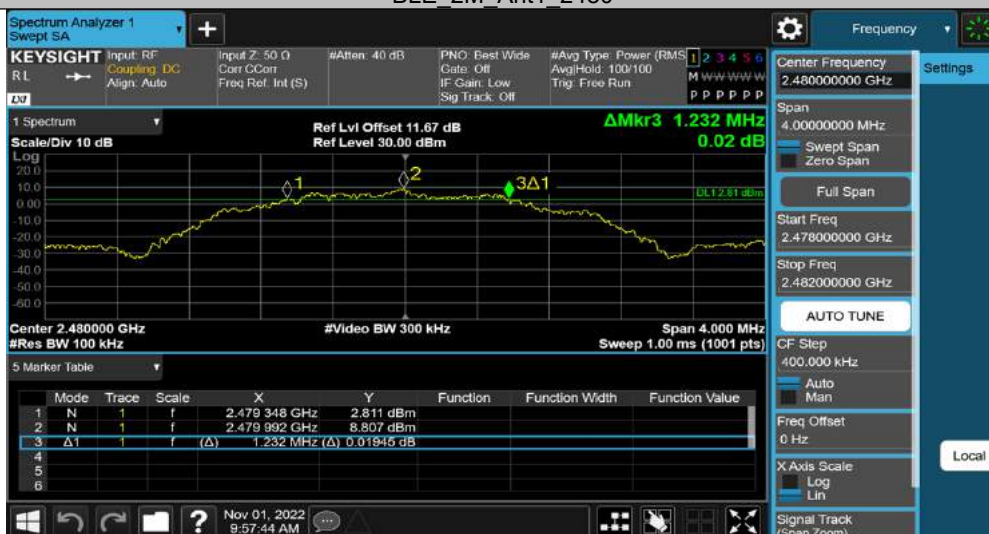 Spectrum Analyzer 1
Swept SA
Frequency
KEYSIGHT
RL
LXI
Input: RF
Coupling: DC
Align: Auto
Input Z: 50 Ω
Corr CCorr
Freq Ref: Int (S)
#Atten: 40 dB
PNO: Best Wide
Gate: Off
IF Gain: Low
Sig Track: Off
#Avg Type: Power (RMS
Avg|Hold: 100/100
Trig: Free Run
1 2 3 4 5 6
M W W W W W
P P P P P P
1 Spectrum
Scale/Div 10 dB
Ref Lvl Offset 11.67 dB
Ref Level 30.00 dBm
ΔMkr3 1.232 MHz
0.02 dB
Log
20.0
10.0
0.00
-10.0
-20.0
-30.0
-40.0
-50.0
-60.0
1
2
3Δ1
DL1 2.81 dBm
Center 2.480000 GHz
#Res BW 100 kHz
#Video BW 300 kHz
Span 4.000 MHz
Sweep 1.00 ms (1001 pts)
5 Marker Table
Mode Trace Scale X Y Function Function Width Function Value
1 N 1 f 2.479 348 GHz 2.811 dBm
2 N 1 f 2.479 992 GHz 8.807 dBm
3 Δ1 1 f (Δ) 1.232 MHz (Δ) 0.01945 dB
4
5
6
Nov 01, 2022
9:57:44 AM
Center Frequency
2.480000000 GHz
Span
4.00000000 MHz
Swept Span
Zero Span
Full Span
Start Freq
2.478000000 GHz
Stop Freq
2.482000000 GHz
AUTO TUNE
CF Step
400.000 kHz
Auto
Man
Freq Offset
0 Hz
X Axis Scale
Log
Lin
Signal Track
(Span Zoom)
Settings
Local